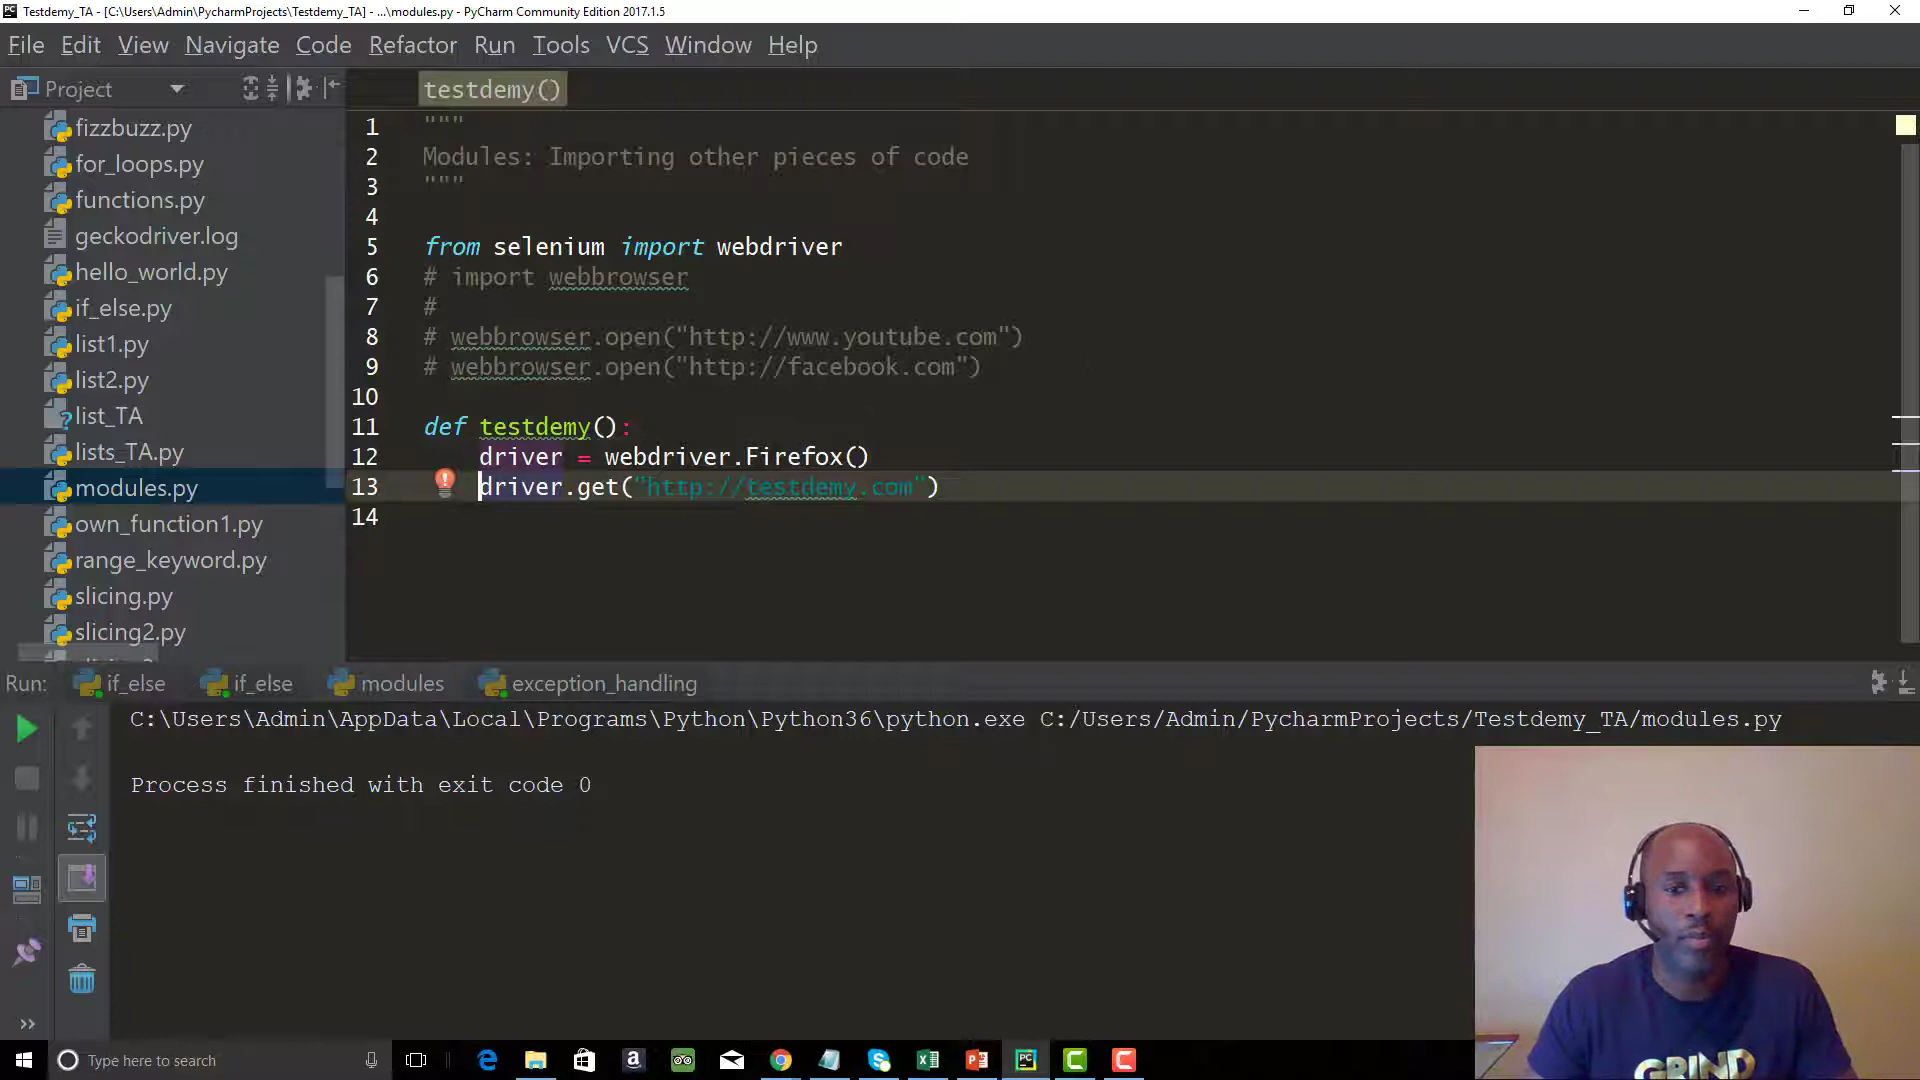 Testdemy_TA - [C:\Users\Admin\PycharmProjects\Testdemy_TA] - ...\modules.py - PyCharm Community Edition 2017.1.5
File Edit View Navigate Code Refactor Run Tools VCS Window Help
Project
testdemy()
fizzbuzz.py
for_loops.py
functions.py
geckodriver.log
hello_world.py
if_else.py
list1.py
list2.py
list_TA
lists_TA.py
modules.py
own_function1.py
range_keyword.py
slicing.py
slicing2.py
1 """
2 Modules: Importing other pieces of code
3 """
4
5 from selenium import webdriver
6 # import webbrowser
7 #
8 # webbrowser.open("http://www.youtube.com")
9 # webbrowser.open("http://facebook.com")
10
11 def testdemy():
12 driver = webdriver.Firefox()
13 driver.get("http://testdemy.com")
14
Run: if_else if_else modules exception_handling
C:\Users\Admin\AppData\Local\Programs\Python\Python36\python.exe C:/Users/Admin/PycharmProjects/Testdemy_TA/modules.py
Process finished with exit code 0
GRIND
Type here to search